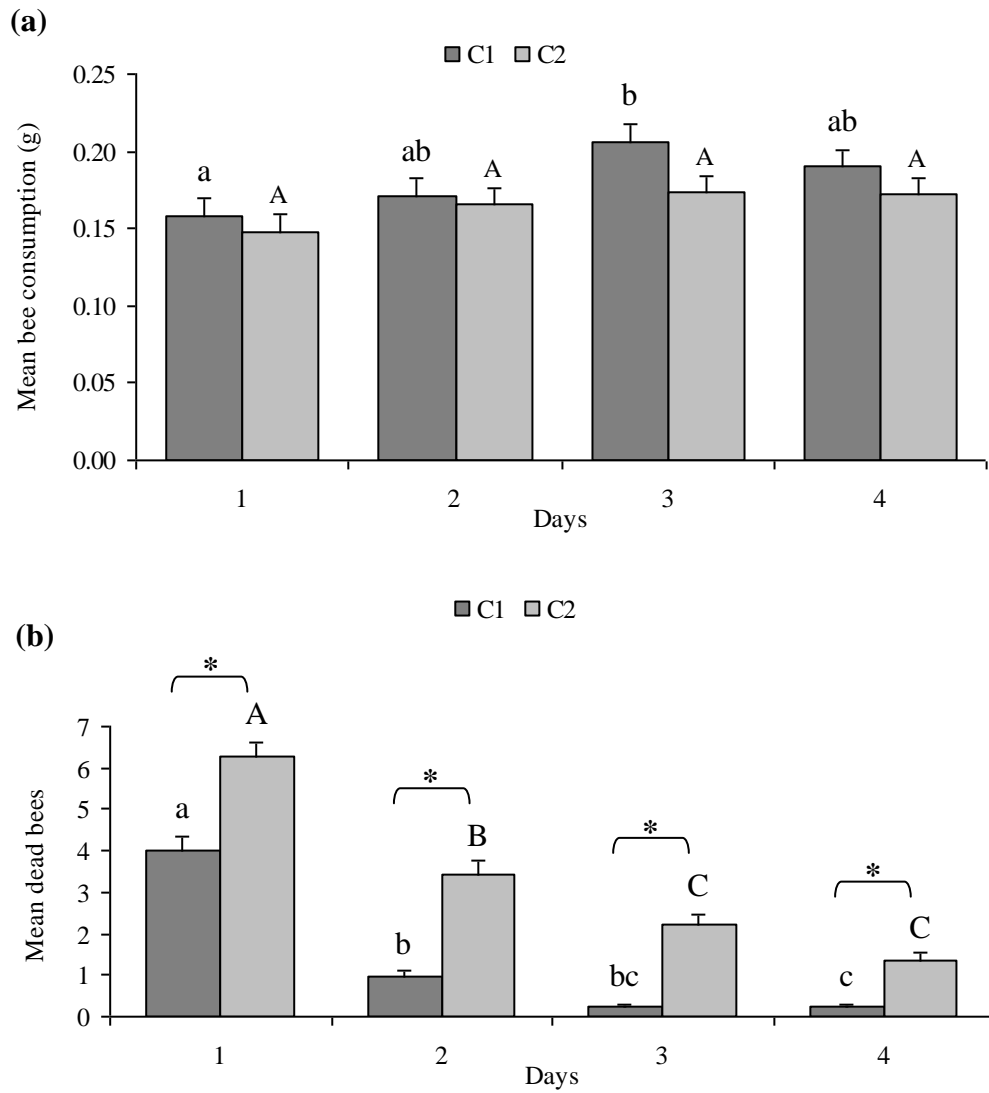 (a)
C1 C2
Mean bee consumption (g)
0.25
0.20
0.15
0.10
0.05
0.00
a A ab A b A ab A
1 2 3 4
Days
C1 C2
(b)
Mean dead bees
7
6
5
4
3
2
1
0
* * * *
a A b B bc C c C
1 2 3 4
Days